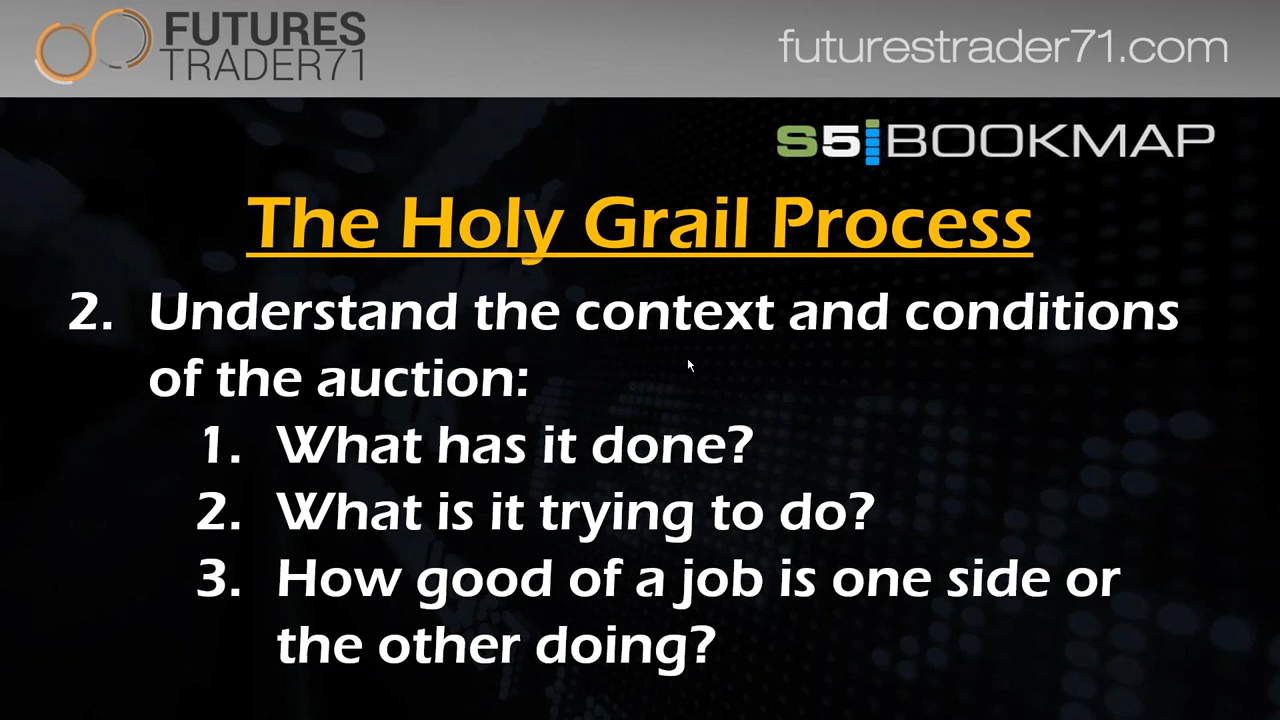 FUTURES
TRADER71
futurestrader71.com
S5 BOOKMAP
The Holy Grail Process
2. Understand the context and conditions
of the auction:
1. What has it done?
2. What is it trying to do?
3. How good of a job is one side or
the other doing?